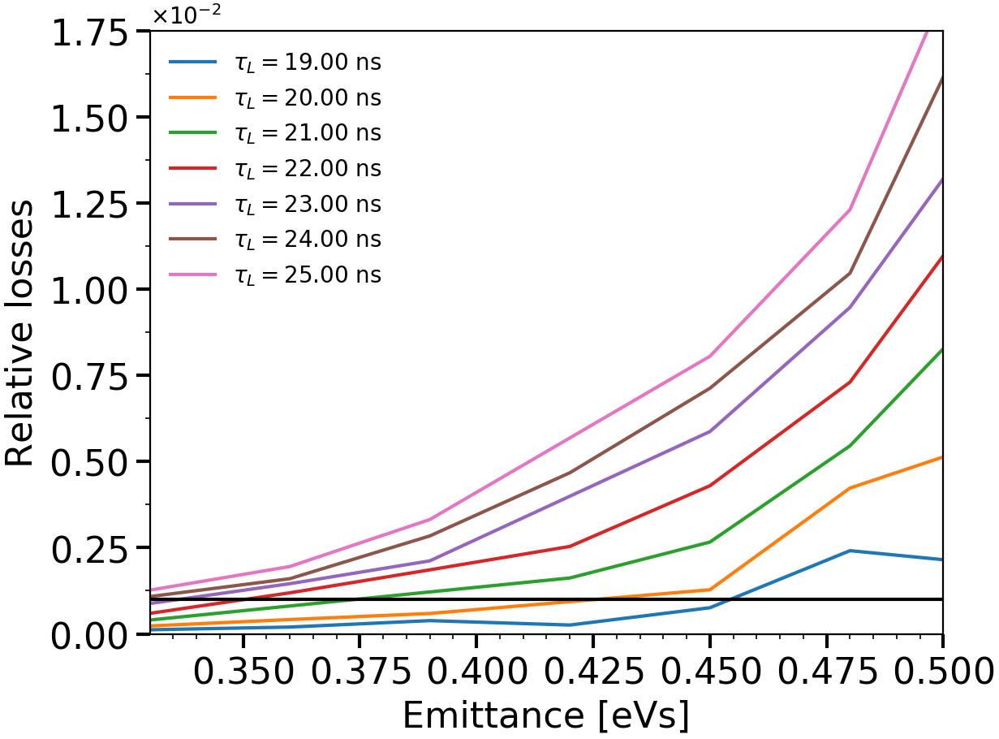 ×10⁻²
1.75
1.50
1.25
1.00
0.75
0.50
0.25
0.00
Relative losses
τ_L = 19.00 ns
τ_L = 20.00 ns
τ_L = 21.00 ns
τ_L = 22.00 ns
τ_L = 23.00 ns
τ_L = 24.00 ns
τ_L = 25.00 ns
0.350 0.375 0.400 0.425 0.450 0.475 0.500
Emittance [eVs]